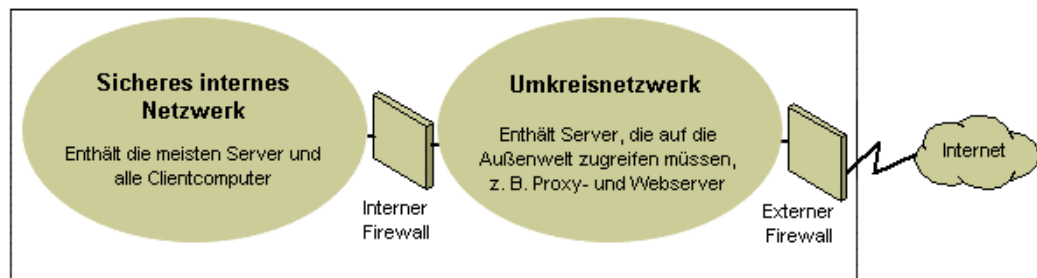 Sicheres internes
Netzwerk
Enthält die meisten Server und
alle Clientcomputer
Interner
Firewall
Umkreisnetzwerk
Enthält Server, die auf die
Außenwelt zugreifen müssen,
z. B. Proxy- und Webserver
Externer
Firewall
Internet